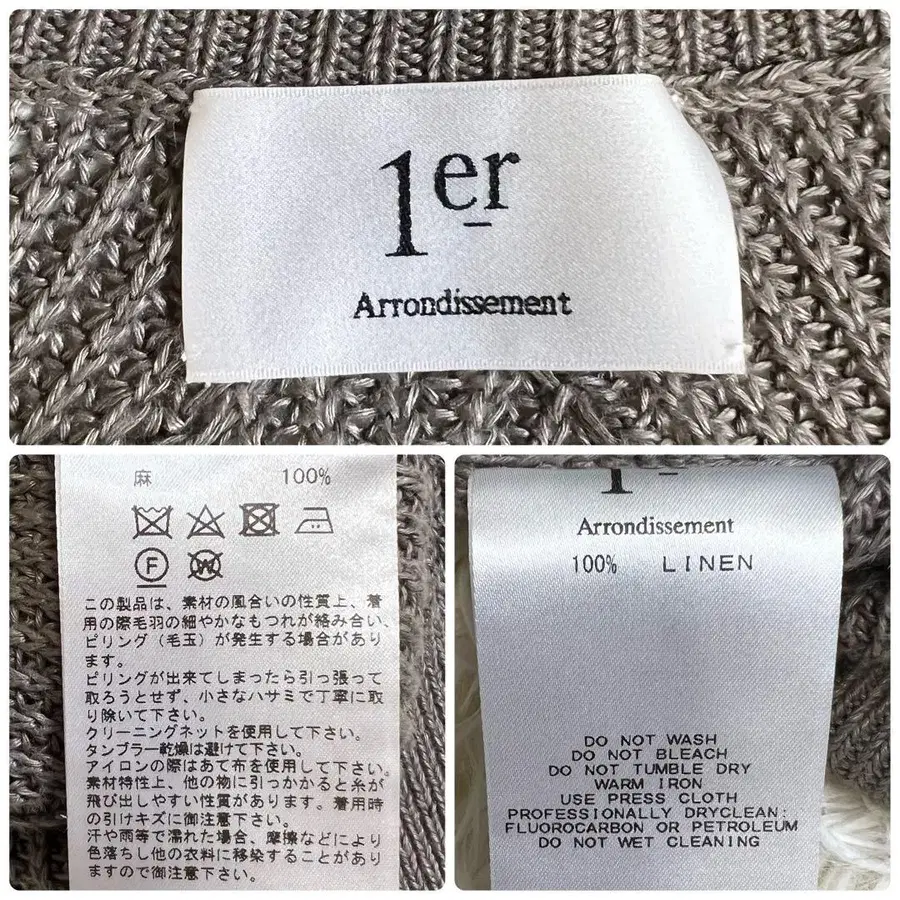 1er
Arrondissement
麻 100%
F
W
この製品は、素材の風合いの性質上、着
用の際毛羽の細やかなもつれが絡み合い、
ピリング（毛玉）が発生する場合があり
ます。
ピリングが出来てしまったら引っ張って
取ろうとせず、小さなハサミで丁寧に取
り除いて下さい。
クリーニングネットを使用して下さい。
タンブラー乾燥は避けて下さい。
アイロンの際はあて布を使用して下さい。
素材特性上、他の物に引っかかると糸が
飛び出しやすい性質があります。着用時
の引けキズに御注意下さい。
汗や雨等で濡れた場合、摩擦などにより
色落ちし他の衣料に移染することがあり
ますので御注意下さい。
Arrondissement
100% LINEN
DO NOT WASH
DO NOT BLEACH
DO NOT TUMBLE DRY
WARM IRON
USE PRESS CLOTH
PROFESSIONALLY DRYCLEAN:
FLUOROCARBON OR PETROLEUM
DO NOT WET CLEANING